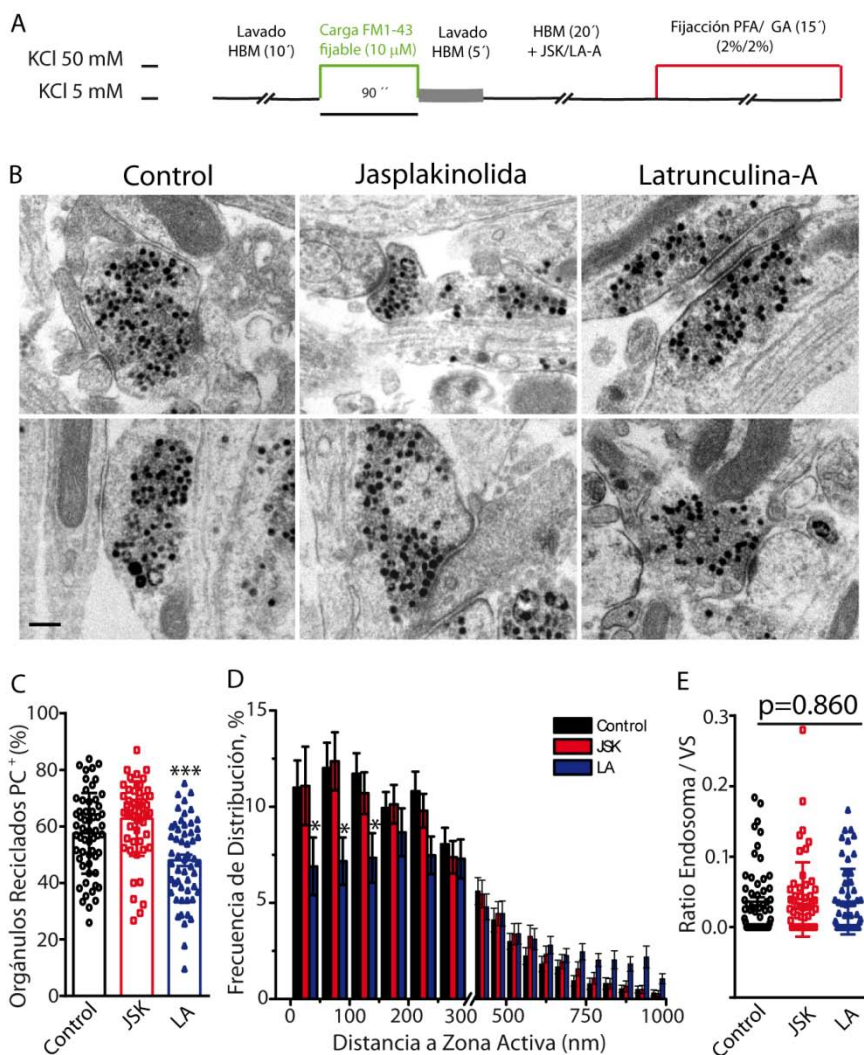 A
Lavado
HBM (10´)
Carga FM1-43
fijable (10 μM)
Lavado
HBM (5´)
HBM (20´)
+ JSK/LA-A
Fijacción PFA/ GA (15´)
(2%/2%)
KCl 50 mM
KCl 5 mM
90 ´´
B
Control
Jasplakinolida
Latrunculina-A
C
Orgánulos Reciclados PC⁺ (%)
100
80
60
40
20
0
***
Control
JSK
LA
D
Frecuencia de Distribución, %
15
10
5
0
* * *
Control
JSK
LA
0 100 200 300 500 750 1000
Distancia a Zona Activa (nm)
E
p=0.860
Ratio Endosoma / VS
0.3
0.2
0.1
0.0
Control
JSK
LA